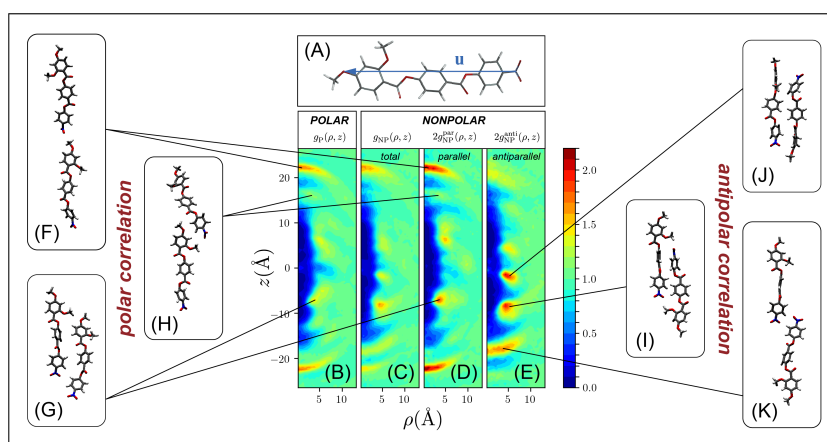 (A)
u
POLAR
NONPOLAR
g_P(ρ, z)
g_NP(ρ, z)
2g_NP^par(ρ, z)
2g_NP^anti(ρ, z)
total
parallel
antiparallel
z(Å)
20
10
0
−10
−20
(B)
(C)
(D)
(E)
5 10
5 10
5 10
5 10
ρ(Å)
2.0
1.5
1.0
0.5
0.0
(F)
(G)
(H)
polar correlation
(J)
(I)
(K)
antipolar correlation